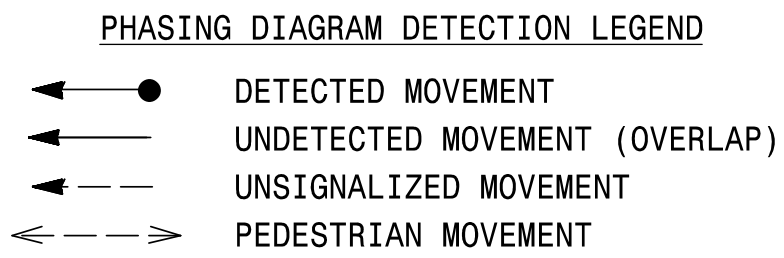 PHASING DIAGRAM DETECTION LEGEND
DETECTED MOVEMENT
UNDETECTED MOVEMENT (OVERLAP)
UNSIGNALIZED MOVEMENT
PEDESTRIAN MOVEMENT